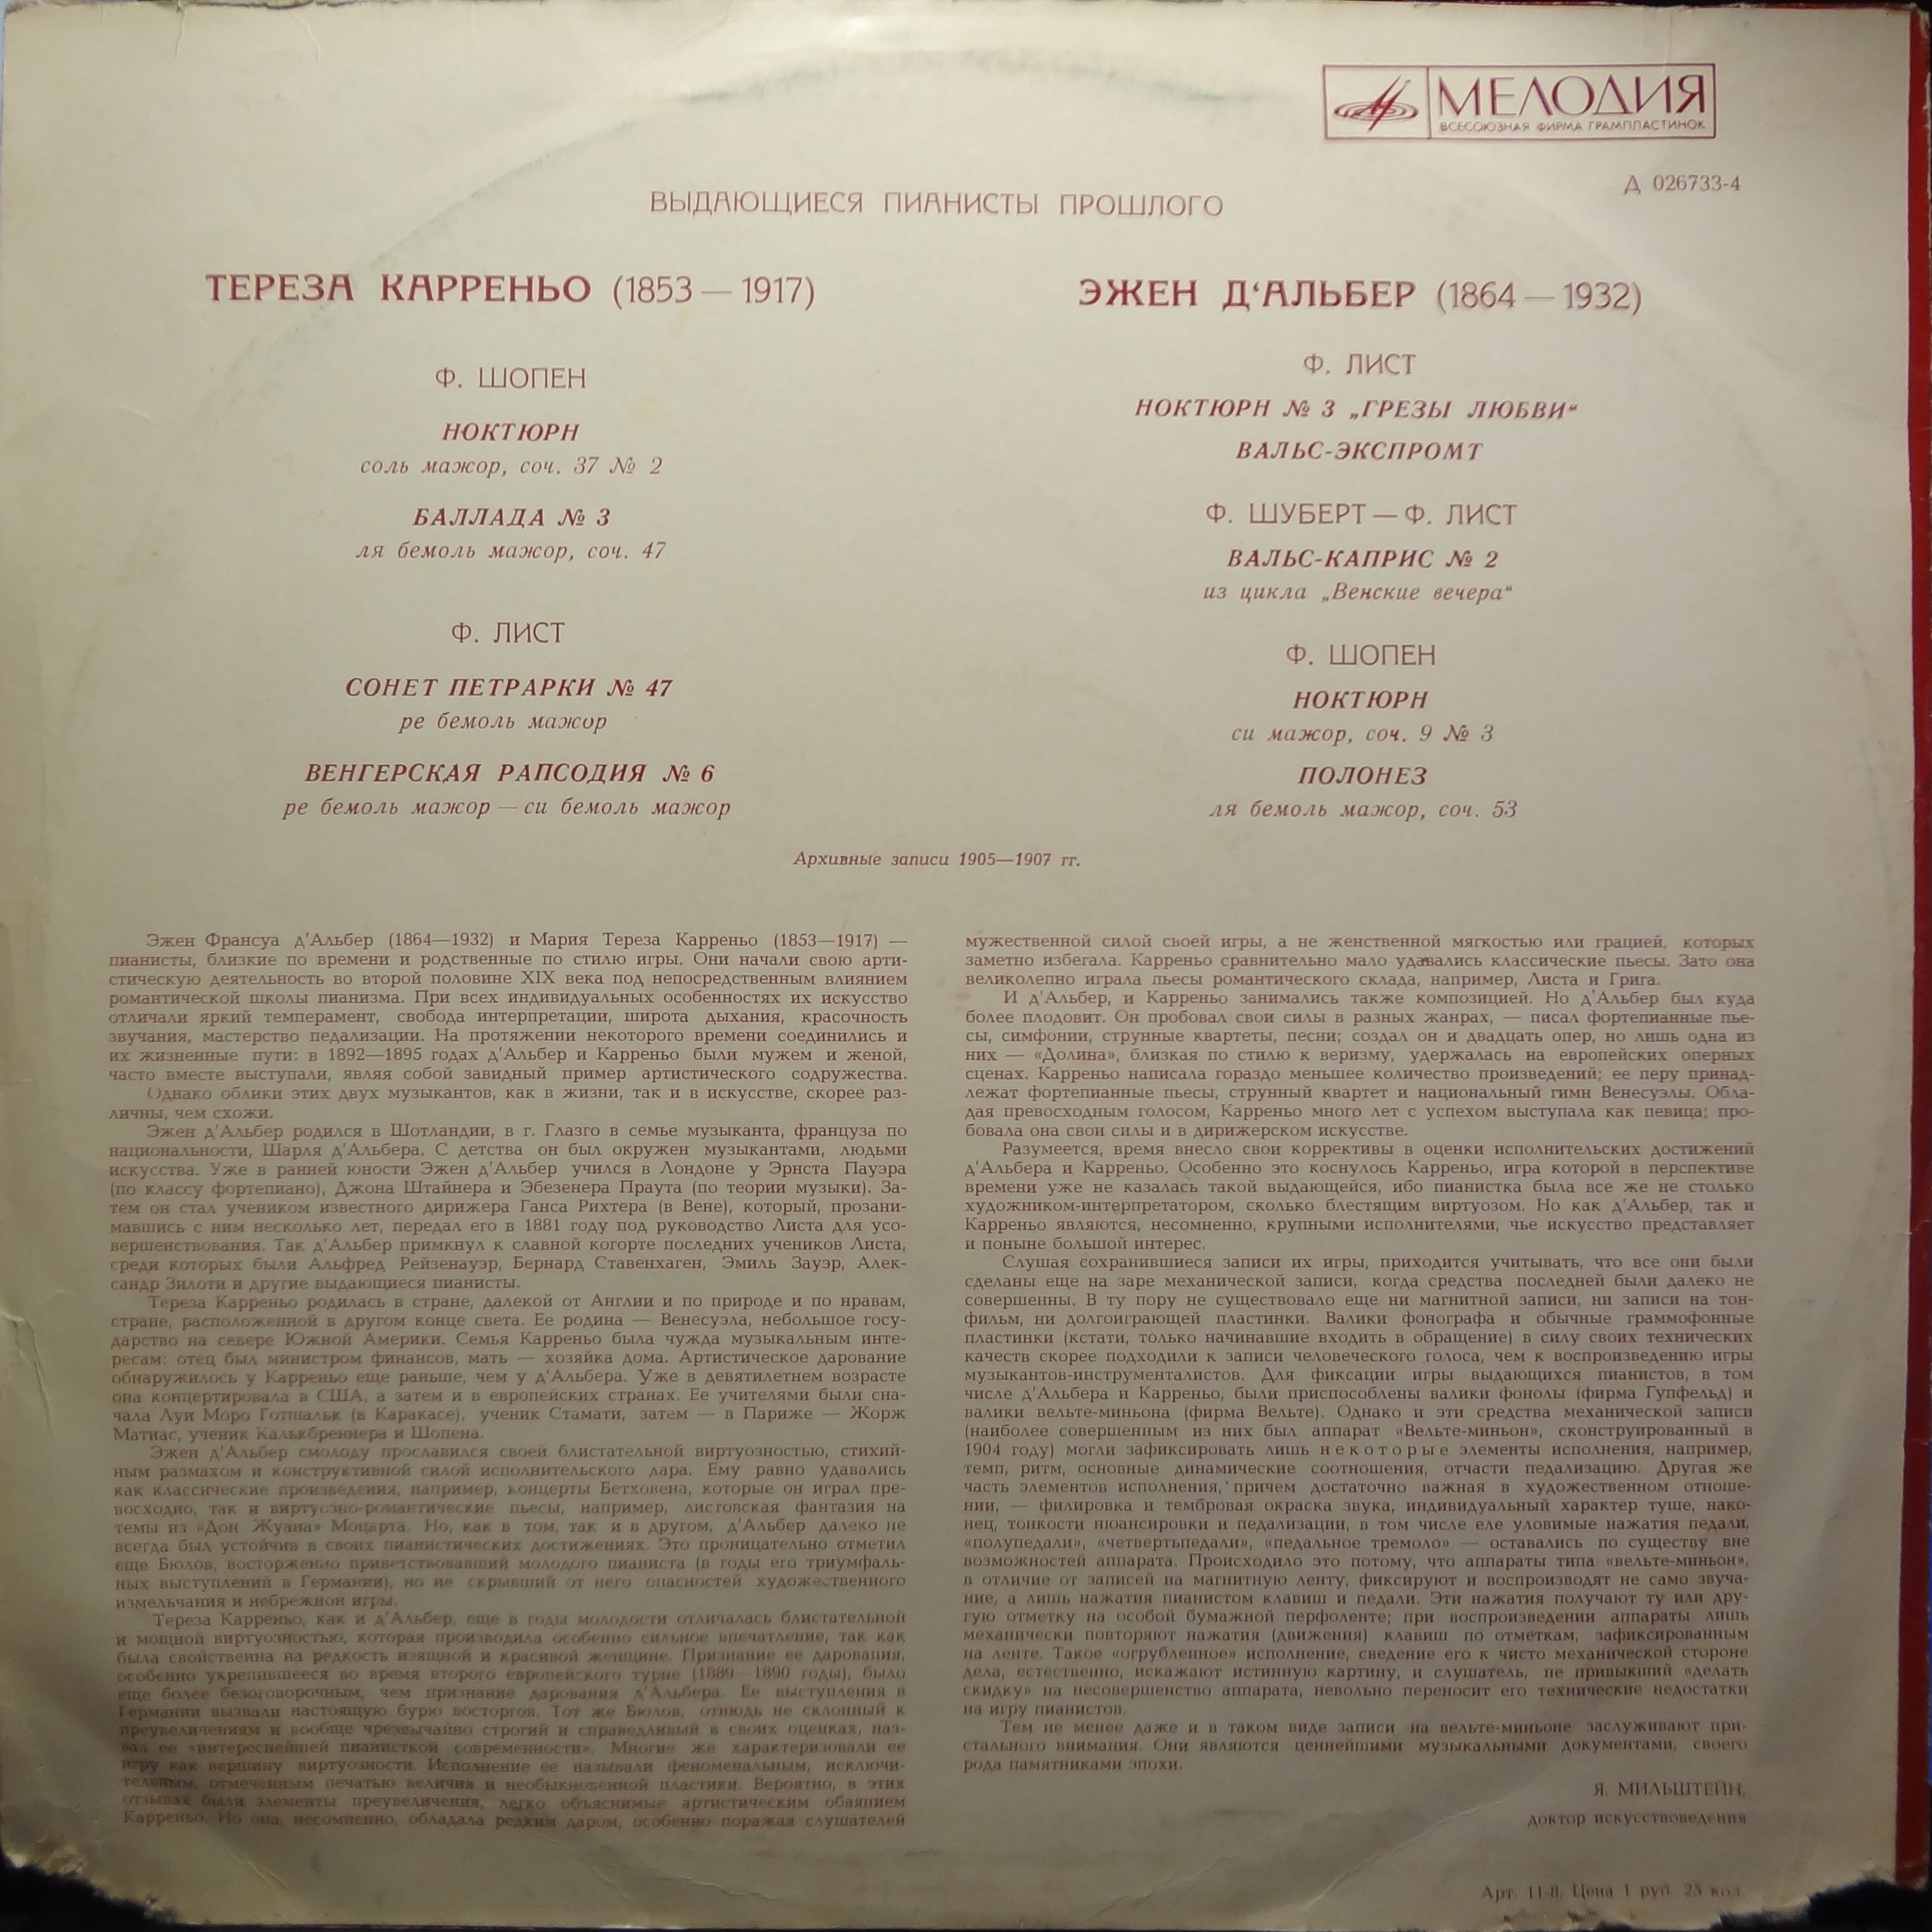 МЕЛОДИЯ
ВСЕСОЮЗНАЯ ФИРМА ГРАМПЛАСТИНОК
Д 026733-4
ВЫДАЮЩИЕСЯ ПИАНИСТЫ ПРОШЛОГО
ТЕРЕЗА КАРРЕНЬО (1853 — 1917)
Ф. ШОПЕН
НОКТЮРН
соль мажор, соч. 37 № 2
БАЛЛАДА № 3
ля бемоль мажор, соч. 47
Ф. ЛИСТ
СОНЕТ ПЕТРАРКИ № 47
ре бемоль мажор
ВЕНГЕРСКАЯ РАПСОДИЯ № 6
ре бемоль мажор — си бемоль мажор
ЭЖЕН Д‘АЛЬБЕР (1864 — 1932)
Ф. ЛИСТ
НОКТЮРН № 3 „ГРЕЗЫ ЛЮБВИ“
ВАЛЬС-ЭКСПРОМТ
Ф. ШУБЕРТ — Ф. ЛИСТ
ВАЛЬС-КАПРИС № 2
из цикла „Венские вечера“
Ф. ШОПЕН
НОКТЮРН
си мажор, соч. 9 № 3
ПОЛОНЕЗ
ля бемоль мажор, соч. 53
Архивные записи 1905—1907 гг.
Эжен Франсуа д'Альбер (1864—1932) и Мария Тереза Карреньо (1853—1917) —
пианисты, близкие по времени и родственные по стилю игры. Они начали свою арти-
стическую деятельность во второй половине XIX века под непосредственным влиянием
романтической школы пианизма. При всех индивидуальных особенностях их искусство
отличали яркий темперамент, свобода интерпретации, широта дыхания, красочность
звучания, мастерство педализации. На протяжении некоторого времени соединились и
их жизненные пути: в 1892—1895 годах д'Альбер и Карреньо были мужем и женой,
часто вместе выступали, являя собой завидный пример артистического содружества.
Однако облики этих двух музыкантов, как в жизни, так и в искусстве, скорее раз-
личны, чем схожи.
Эжен д'Альбер родился в Шотландии, в г. Глазго в семье музыканта, француза по
национальности, Шарля д'Альбера. С детства он был окружен музыкантами, людьми
искусства. Уже в ранней юности Эжен д'Альбер учился в Лондоне у Эрнста Пауэра
(по классу фортепиано), Джона Штайнера и Эбезенера Праута (по теории музыки). За-
тем он стал учеником известного дирижера Ганса Рихтера (в Вене), который, прозани-
мавшись с ним несколько лет, передал его в 1881 году под руководство Листа для усо-
вершенствования. Так д'Альбер примкнул к славной когорте последних учеников Листа,
среди которых были Альфред Рейзенауэр, Бернард Ставенхаген, Эмиль Зауэр, Алек-
сандр Зилоти и другие выдающиеся пианисты.
Тереза Карреньо родилась в стране, далекой от Англии и по природе и по нравам,
стране, расположенной в другом конце света. Ее родина — Венесуэла, небольшое госу-
дарство на севере Южной Америки. Семья Карреньо была чужда музыкальным инте-
ресам: отец был министром финансов, мать — хозяйка дома. Артистическое дарование
обнаружилось у Карреньо еще раньше, чем у д'Альбера. Уже в девятилетнем возрасте
она концертировала в США, а затем и в европейских странах. Ее учителями были сна-
чала Луи Моро Готшальк (в Каракасе), ученик Стамати, затем — в Париже — Жорж
Матиас, ученик Калькбреннера и Шопена.
Эжен д'Альбер смолоду прославился своей блистательной виртуозностью, стихий-
ным размахом и конструктивной силой исполнительского дара. Ему равно удавались
как классические произведения, например, концерты Бетховена, которые он играл пре-
восходно, так и виртуозно-романтические пьесы, например, листовская фантазия на
темы из «Дон Жуана» Моцарта. Но, как в том, так и в другом, д'Альбер далеко не
всегда был устойчив в своих пианистических достижениях. Это проницательно отметил
еще Бюлов, восторженно приветствовавший молодого пианиста (в годы его триумфаль-
ных выступлений в Германии), но не скрывший от него опасностей художественного
измельчания и небрежной игры.
Тереза Карреньо, как и д'Альбер, еще в годы молодости отличалась блистательной
и мощной виртуозностью, которая производила особенно сильное впечатление, так как
была свойственна на редкость изящной и красивой женщине. Признание ее дарования,
особенно укрепившееся во время второго европейского турне (1889—1890 годы), было
еще более безоговорочным, чем признание дарования д'Альбера. Ее выступления в
Германии вызвали настоящую бурю восторгов. Тот же Бюлов, отнюдь не склонный к
преувеличениям и вообще чрезвычайно строгий и справедливый в своих оценках, наз-
вал ее «интереснейшей пианисткой современности». Многие же характеризовали ее
игру как вершину виртуозности. Исполнение ее называли феноменальным, исключи-
тельным, отмеченным печатью величия и необыкновенной пластики. Вероятно, в этих
отзывах были элементы преувеличения, легко объяснимые артистическим обаянием
Карреньо. Но она, несомненно, обладала редким даром, особенно поражая слушателей
мужественной силой своей игры, а не женственной мягкостью или грацией, которых
заметно избегала. Карреньо сравнительно мало удавались классические пьесы. Зато она
великолепно играла пьесы романтического склада, например, Листа и Грига.
И д'Альбер, и Карреньо занимались также композицией. Но д'Альбер был куда
более плодовит. Он пробовал свои силы в разных жанрах, — писал фортепианные пье-
сы, симфонии, струнные квартеты, песни; создал он и двадцать опер, но лишь одна из
них — «Долина», близкая по стилю к веризму, удержалась на европейских оперных
сценах. Карреньо написала гораздо меньшее количество произведений; ее перу принад-
лежат фортепианные пьесы, струнный квартет и национальный гимн Венесуэлы. Обла-
дая превосходным голосом, Карреньо много лет с успехом выступала как певица; про-
бовала она свои силы и в дирижерском искусстве.
Разумеется, время внесло свои коррективы в оценки исполнительских достижений
д'Альбера и Карреньо. Особенно это коснулось Карреньо, игра которой в перспективе
времени уже не казалась такой выдающейся, ибо пианистка была все же не столько
художником-интерпретатором, сколько блестящим виртуозом. Но как д'Альбер, так и
Карреньо являются, несомненно, крупными исполнителями, чье искусство представляет
и поныне большой интерес.
Слушая сохранившиеся записи их игры, приходится учитывать, что все они были
сделаны еще на заре механической записи, когда средства последней были далеко не
совершенны. В ту пору не существовало еще ни магнитной записи, ни записи на тон-
фильм, ни долгоиграющей пластинки. Валики фонографа и обычные граммофонные
пластинки (кстати, только начинавшие входить в обращение) в силу своих технических
качеств скорее подходили к записи человеческого голоса, чем к воспроизведению игры
музыкантов-инструменталистов. Для фиксации игры выдающихся пианистов, в том
числе д'Альбера и Карреньо, были приспособлены валики фонолы (фирма Гупфельд) и
валики вельте-миньона (фирма Вельте). Однако и эти средства механической записи
(наиболее совершенным из них был аппарат «Вельте-миньон», сконструированный в
1904 году) могли зафиксировать лишь некоторые элементы исполнения, например,
темп, ритм, основные динамические соотношения, отчасти педализацию. Другая же
часть элементов исполнения, причем достаточно важная в художественном отноше-
нии, — филировка и тембровая окраска звука, индивидуальный характер туше, нако-
нец, тонкости нюансировки и педализации, в том числе еле уловимые нажатия педали,
«полупедали», «четвертьпедали», «педальное тремоло» — оставались по существу вне
возможностей аппарата. Происходило это потому, что аппараты типа «вельте-миньон»,
в отличие от записей на магнитную ленту, фиксируют и воспроизводят не само звуча-
ние, а лишь нажатия пианистом клавиш и педали. Эти нажатия получают ту или дру-
гую отметку на особой бумажной перфоленте; при воспроизведении аппараты лишь
механически повторяют нажатия (движения) клавиш по отметкам, зафиксированным
на ленте. Такое «огрубленное» исполнение, сведение его к чисто механической стороне
дела, естественно, искажают истинную картину, и слушатель, не привыкший «делать
скидку» на несовершенство аппарата, невольно переносит его технические недостатки
на игру пианистов.
Тем не менее даже и в таком виде записи на вельте-миньоне заслуживают при-
стального внимания. Они являются ценнейшими музыкальными документами, своего
рода памятниками эпохи.
Я. МИЛЬШТЕЙН,
доктор искусствоведения
Арт. 11-8. Цена 1 руб. 25 коп.